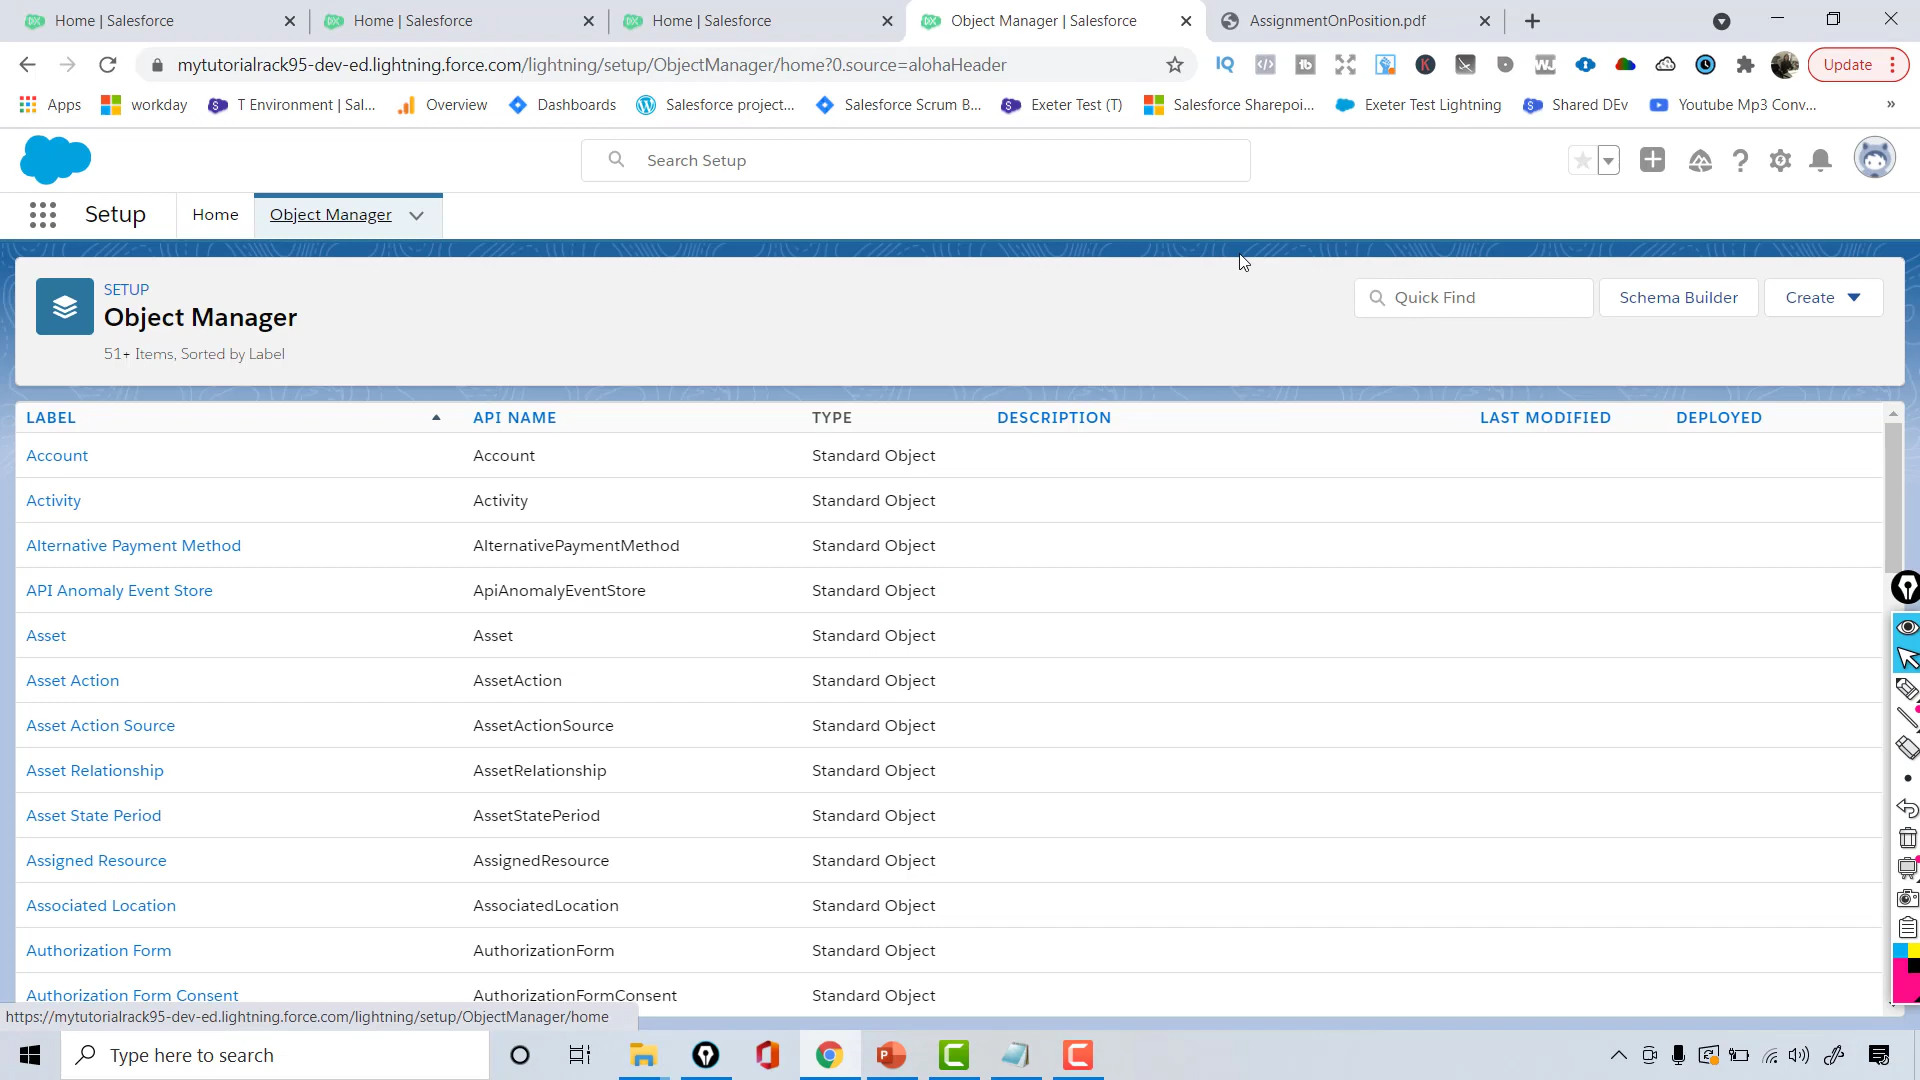 Home | Salesforce
Home | Salesforce
Home | Salesforce
Object Manager | Salesforce
AssignmentOnPosition.pdf
mytutorialrack95-dev-ed.lightning.force.com/lightning/setup/ObjectManager/home?0.source=alohaHeader
IQ
tb
K
WJ
Update
Apps
workday
T Environment | Sal...
Overview
Dashboards
Salesforce project...
Salesforce Scrum B...
Exeter Test (T)
Salesforce Sharepoi...
Exeter Test Lightning
Shared DEv
Youtube Mp3 Conv...
»
Search Setup
Setup
Home
Object Manager
SETUP
Object Manager
51+ Items, Sorted by Label
Quick Find
Schema Builder
Create
LABEL API NAME TYPE DESCRIPTION LAST MODIFIED DEPLOYED
Account Account Standard Object
Activity Activity Standard Object
Alternative Payment Method AlternativePaymentMethod Standard Object
API Anomaly Event Store ApiAnomalyEventStore Standard Object
Asset Asset Standard Object
Asset Action AssetAction Standard Object
Asset Action Source AssetActionSource Standard Object
Asset Relationship AssetRelationship Standard Object
Asset State Period AssetStatePeriod Standard Object
Assigned Resource AssignedResource Standard Object
Associated Location AssociatedLocation Standard Object
Authorization Form AuthorizationForm Standard Object
Authorization Form Consent AuthorizationFormConsent Standard Object
https://mytutorialrack95-dev-ed.lightning.force.com/lightning/setup/ObjectManager/home
Type here to search